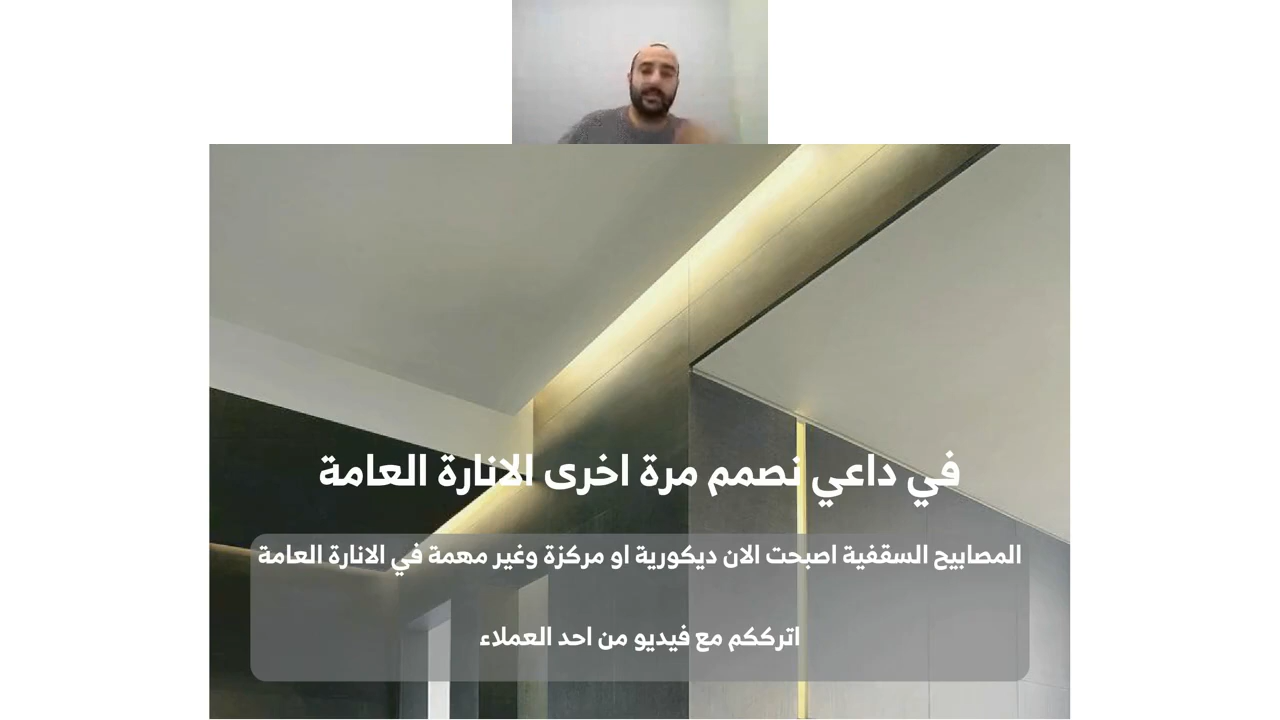 في داعي نصمم مرة اخرى الانارة العامة
المصابيح السقفية اصبحت الان ديكورية او مركزة وغير مهمة في الانارة العامة
اترككم مع فيديو من احد العملاء